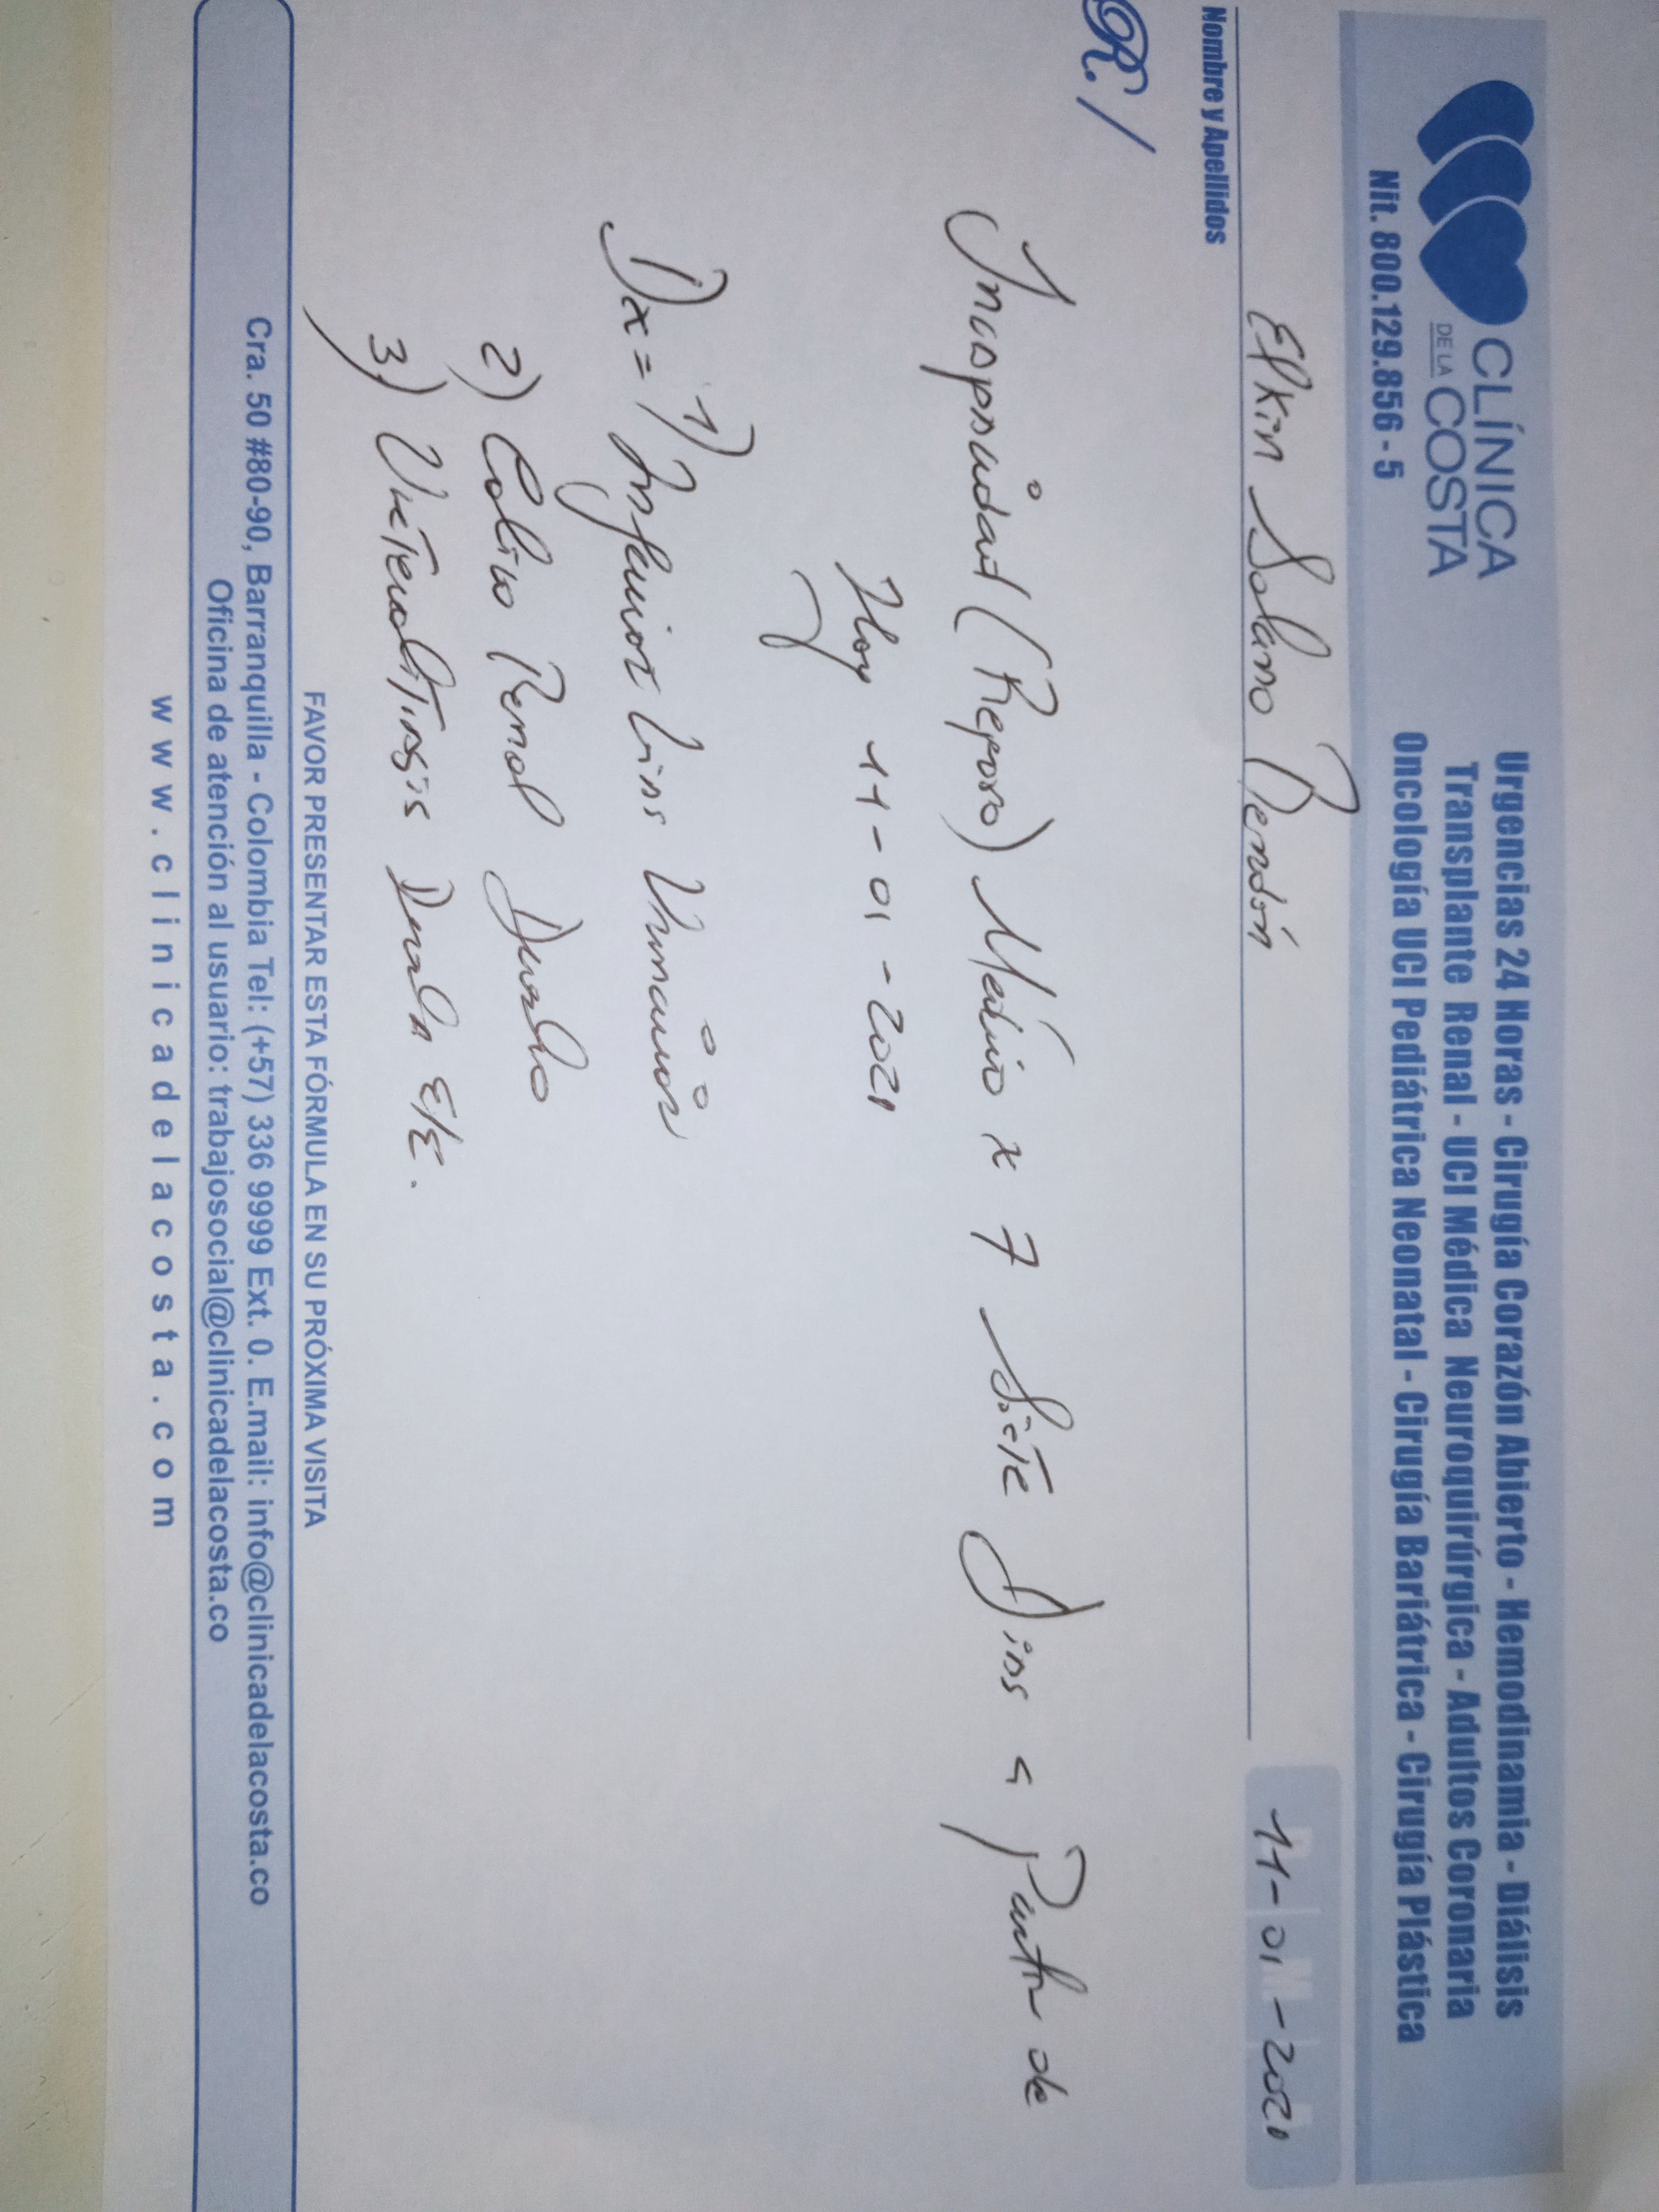 CLÍNICA
DE LA COSTA
Nit. 800.129.856 - 5
Urgencias 24 Horas - Cirugía Corazón Abierto - Hemodinamia - Diálisis
Transplante Renal - UCI Médica Neuroquirúrgica - Adultos Coronaria
Oncología UCI Pediátrica Neonatal - Cirugía Bariátrica - Cirugía Plástica
Elkin Solano Rendón
11-01-2021
Nombre y Apellidos
R./
Incapacidad (Reposo) Médico x 7 Siete Dias a Partir de
Hoy 11-01-2021
Dx= 1) Infeccion Vias Urinarias
2) Colico Renal Derecho
3) Ureterolitiasis Derecha E/E.
FAVOR PRESENTAR ESTA FÓRMULA EN SU PRÓXIMA VISITA
Cra. 50 #80-90, Barranquilla - Colombia Tel: (+57) 336 9999 Ext. 0. E.mail: info@clinicadelacosta.co
Oficina de atención al usuario: trabajosocial@clinicadelacosta.co
www.clinicadelacosta.com